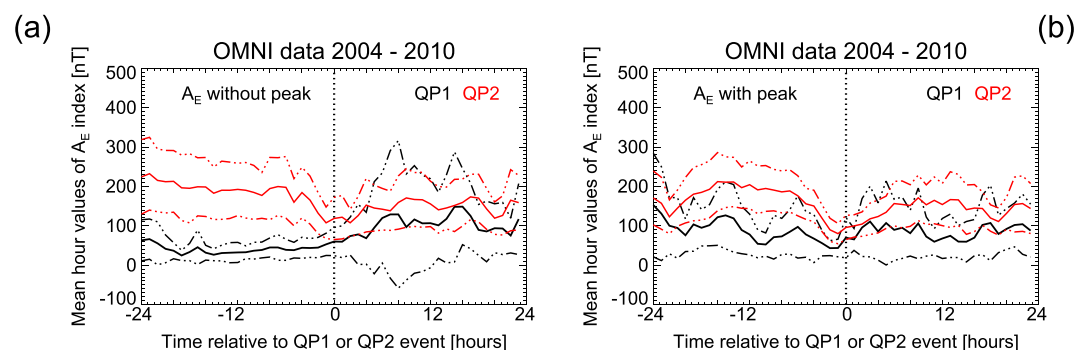 (a)
OMNI data 2004 - 2010
Mean hour values of A_E index [nT]
500
400
300
200
100
0
-100
A_E without peak
QP1 QP2
-24
-12
0
12
24
Time relative to QP1 or QP2 event [hours]
(b)
OMNI data 2004 - 2010
Mean hour values of A_E index [nT]
500
400
300
200
100
0
-100
A_E with peak
QP1 QP2
-24
-12
0
12
24
Time relative to QP1 or QP2 event [hours]